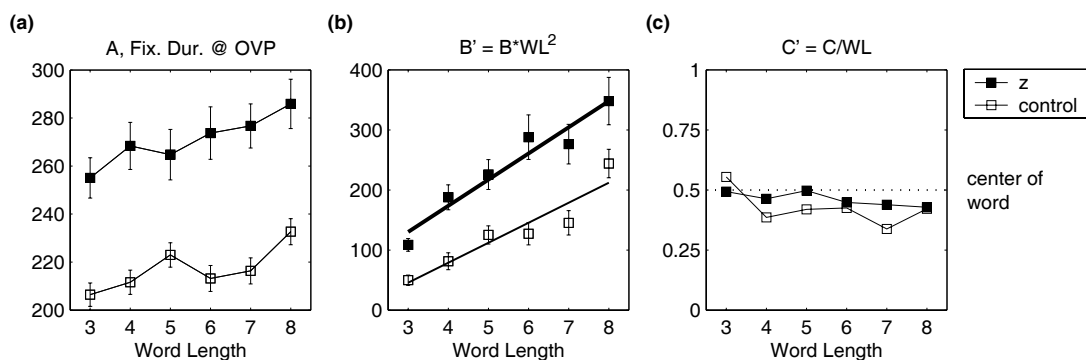 (a)
A, Fix. Dur. @ OVP
300
280
260
240
220
200
3 4 5 6 7 8
Word Length
(b)
B' = B*WL²
400
300
200
100
0
3 4 5 6 7 8
Word Length
(c)
C' = C/WL
1
0.75
0.5
0.25
0
3 4 5 6 7 8
Word Length
z
control
center of
word